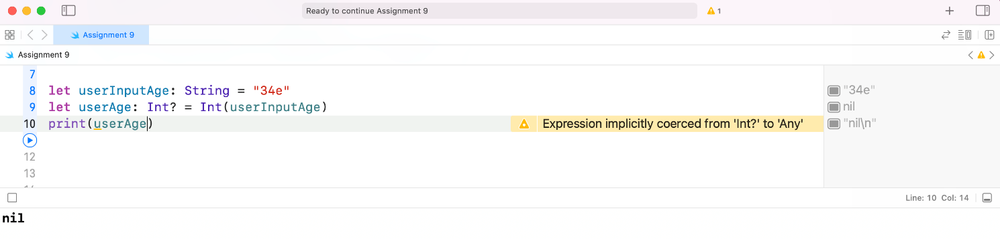 Ready to continue Assignment 9
1
Assignment 9
Assignment 9
7
8 let userInputAge: String = "34e" "34e"
9 let userAge: Int? = Int(userInputAge) nil
10 print(userAge) Expression implicitly coerced from 'Int?' to 'Any' "nil\n"
12
13
Line: 10 Col: 14
nil